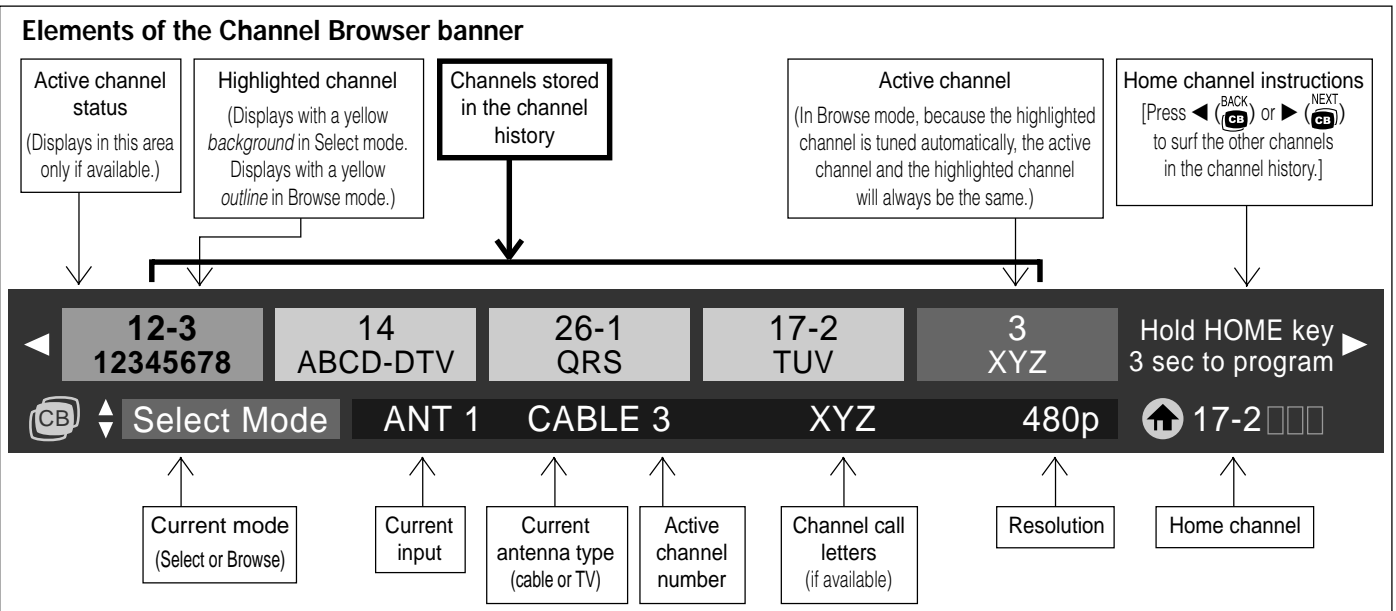 Elements of the Channel Browser banner
Active channel
status
(Displays in this area
only if available.)
Highlighted channel
(Displays with a yellow
background in Select mode.
Displays with a yellow
outline in Browse mode.)
Channels stored
in the channel
history
Active channel
(In Browse mode, because the highlighted
channel is tuned automatically, the active
channel and the highlighted channel
will always be the same.)
Home channel instructions
[Press ◀ (BACK CB) or ▶ (NEXT CB)
to surf the other channels
in the channel history.]
12-3
12345678
14
ABCD-DTV
26-1
QRS
17-2
TUV
3
XYZ
Hold HOME key
3 sec to program
CB Select Mode ANT 1 CABLE 3 XYZ 480p 17-2
Current mode
(Select or Browse)
Current
input
Current
antenna type
(cable or TV)
Active
channel
number
Channel call
letters
(if available)
Resolution
Home channel